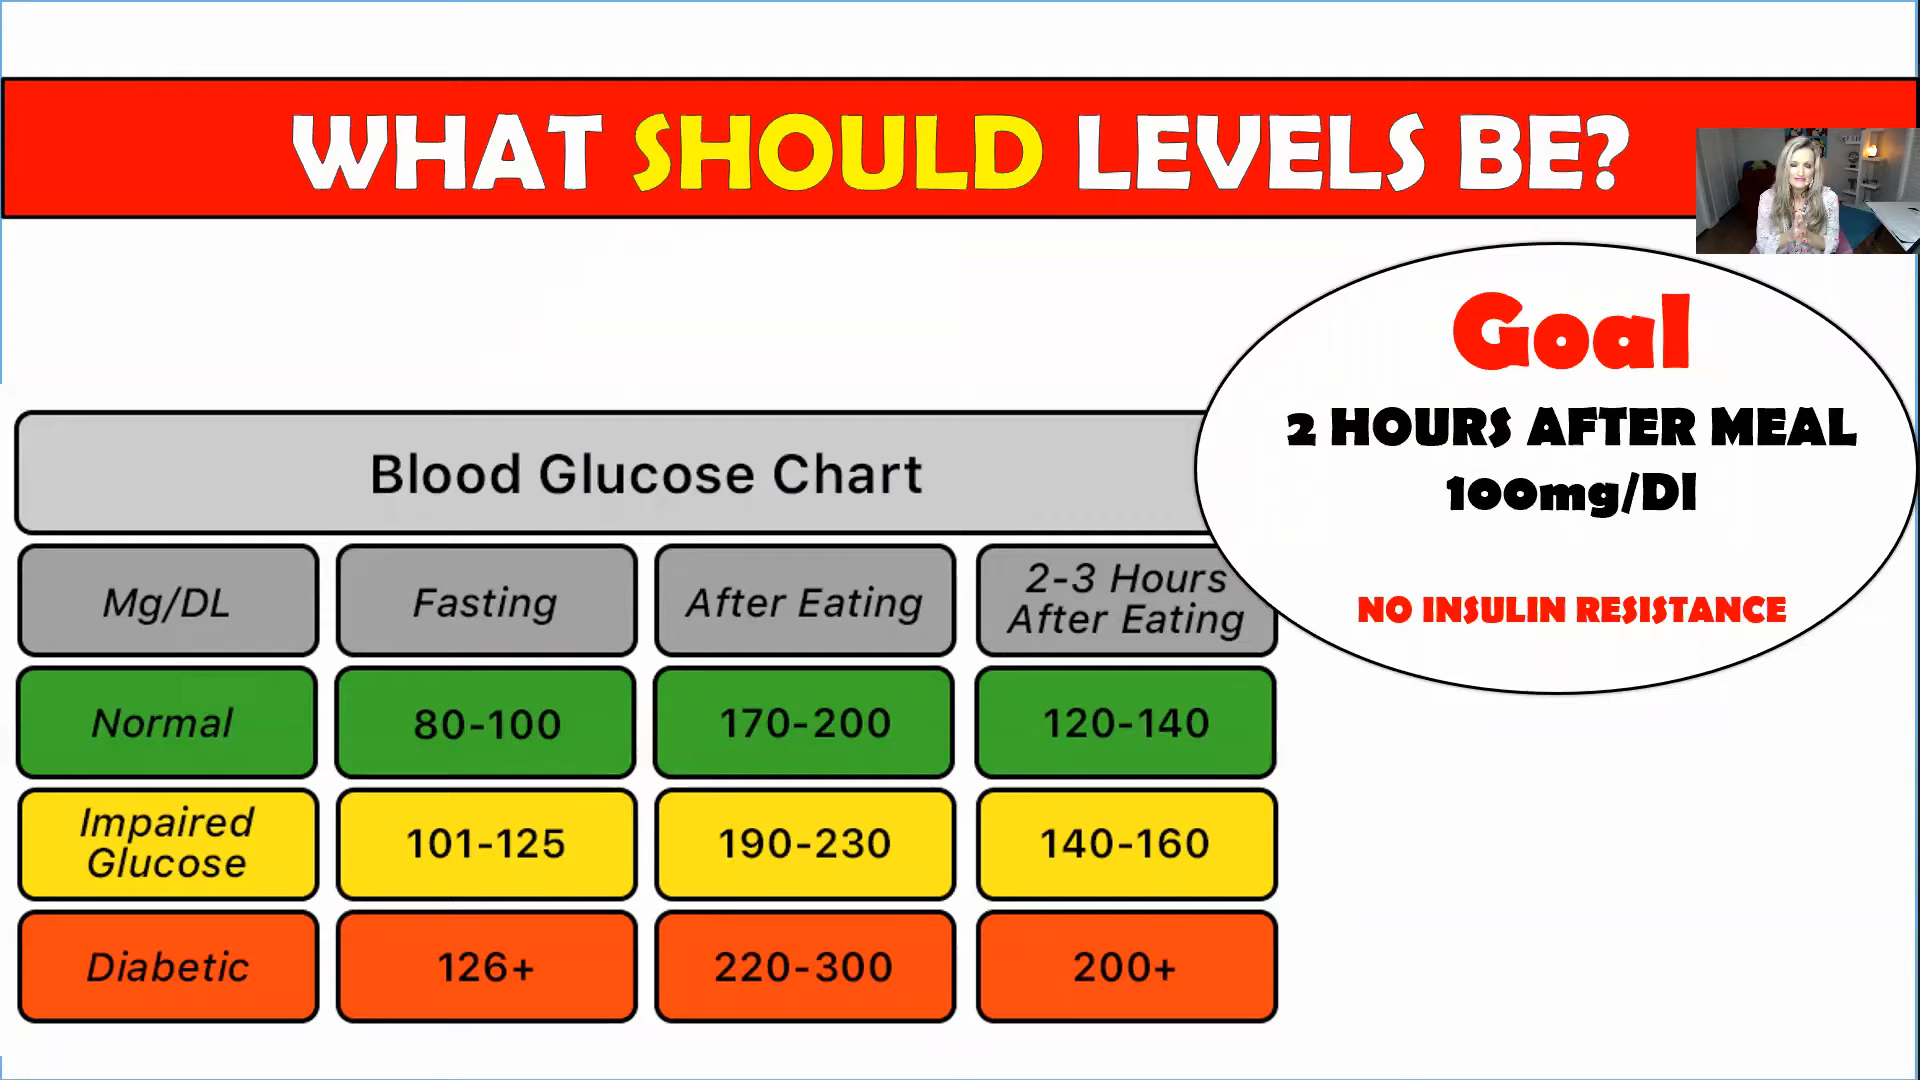 WHAT SHOULD LEVELS BE?
Goal
2 HOURS AFTER MEAL
100mg/Dl
NO INSULIN RESISTANCE
Blood Glucose Chart
Mg/DL
Fasting
After Eating
2-3 Hours
After Eating
Normal
80-100
170-200
120-140
Impaired
Glucose
101-125
190-230
140-160
Diabetic
126+
220-300
200+